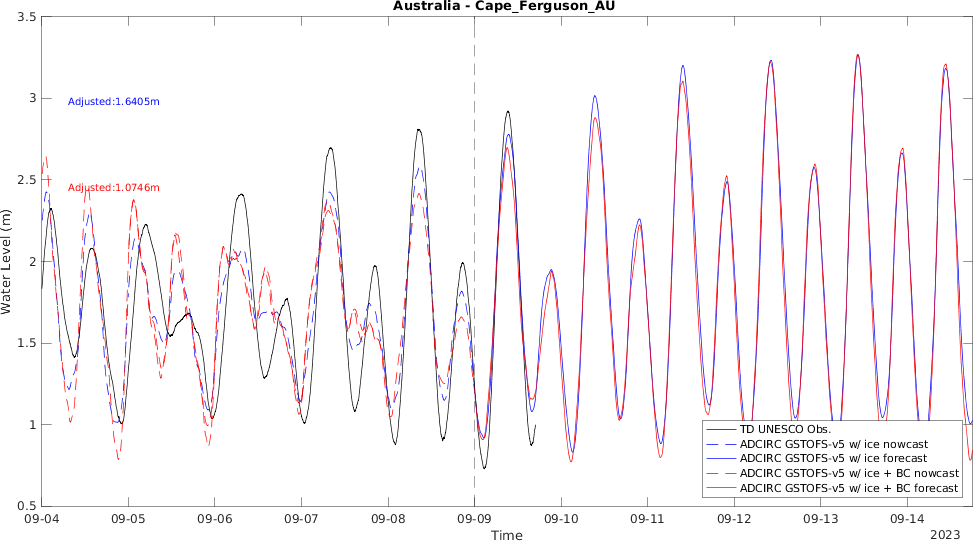 Australia - Cape_Ferguson_AU
3.5
3
2.5
2
1.5
1
0.5
Water Level (m)
Adjusted:1.6405m
Adjusted:1.0746m
TD UNESCO Obs.
ADCIRC GSTOFS-v5 w/ ice nowcast
ADCIRC GSTOFS-v5 w/ ice forecast
ADCIRC GSTOFS-v5 w/ ice + BC nowcast
ADCIRC GSTOFS-v5 w/ ice + BC forecast
09-04 09-05 09-06 09-07 09-08 09-09 09-10 09-11 09-12 09-13 09-14
Time
2023